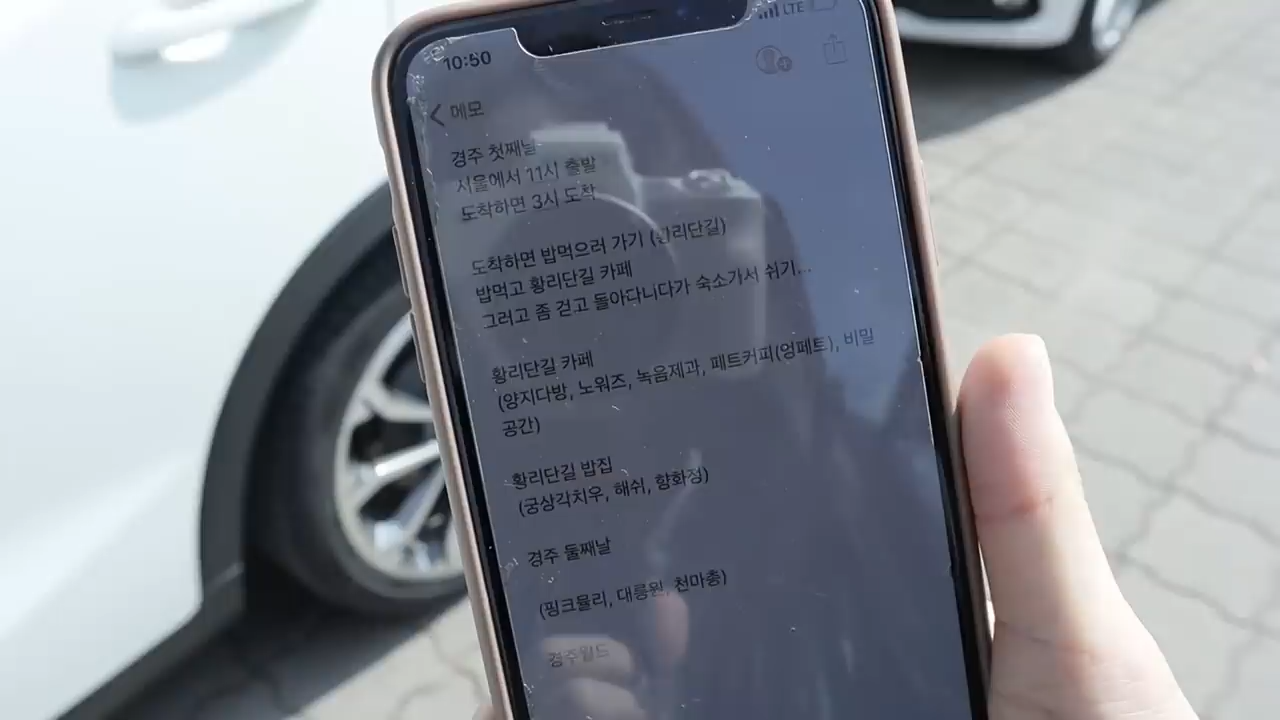 10:50
LTE
메모
경주 첫째날
서울에서 11시 출발
도착하면 3시 도착
도착하면 밥먹으러 가기 (황리단길)
밥먹고 황리단길 카페
그러고 좀 걷고 돌아다니다가 숙소가서 쉬기...
황리단길 카페
(양지다방, 노워즈, 녹음제과, 페트커피(엉페트), 비밀
공간)
황리단길 밥집
(궁상각치우, 해쉬, 향화정)
경주 둘째날
(핑크뮬리, 대릉원, 천마총)
경주월드